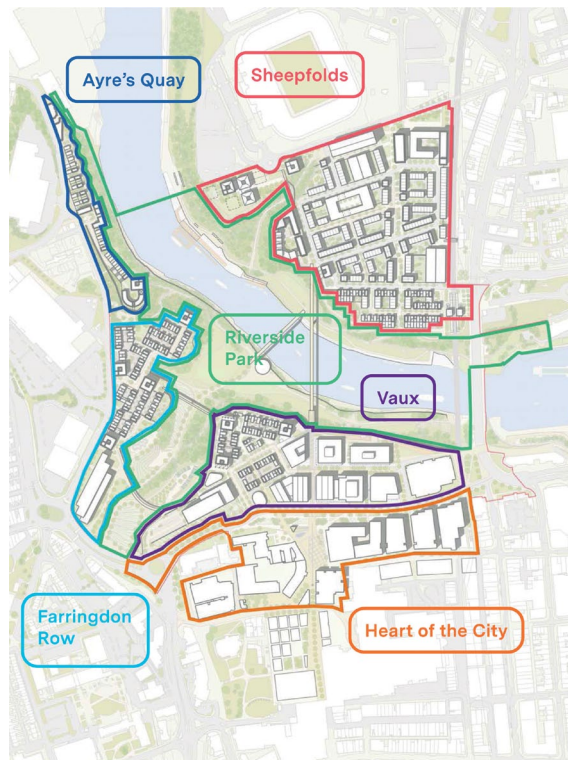 Ayre's Quay
Sheepfolds
Riverside
Park
Vaux
Farringdon
Row
Heart of the City